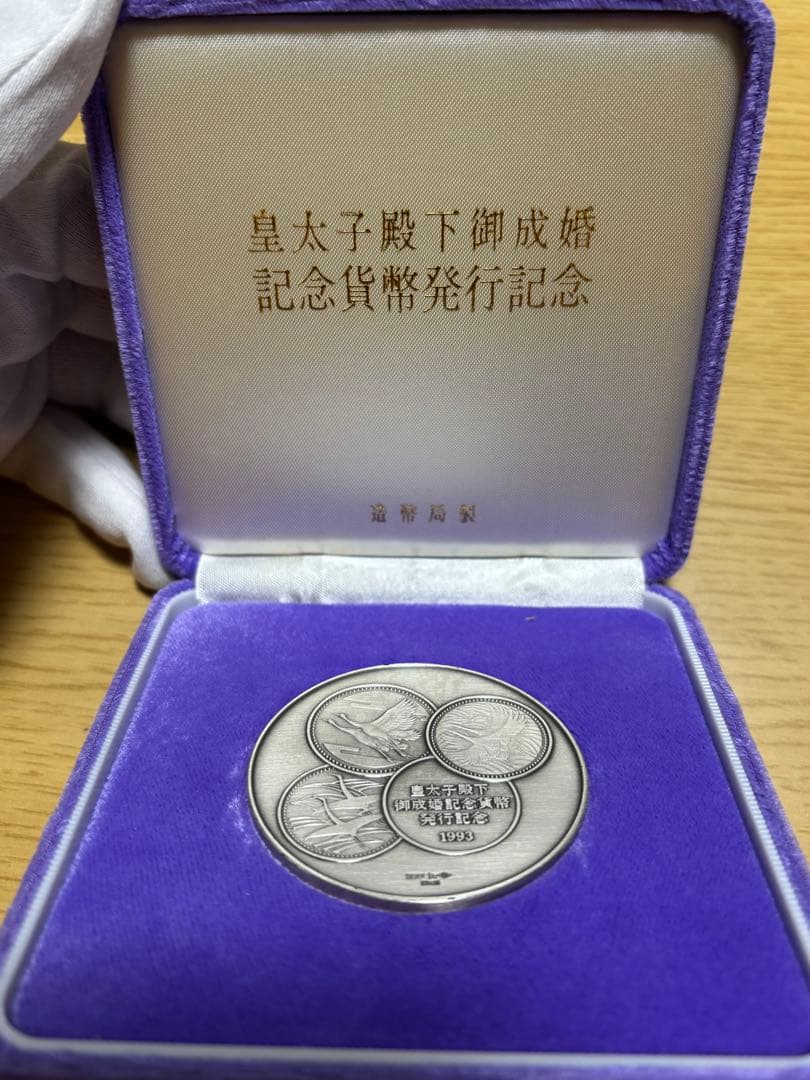 皇太子殿下御成婚
記念貨幣発行記念
造幣局製
皇太子殿下
御成婚記念貨幣
発行記念
1993